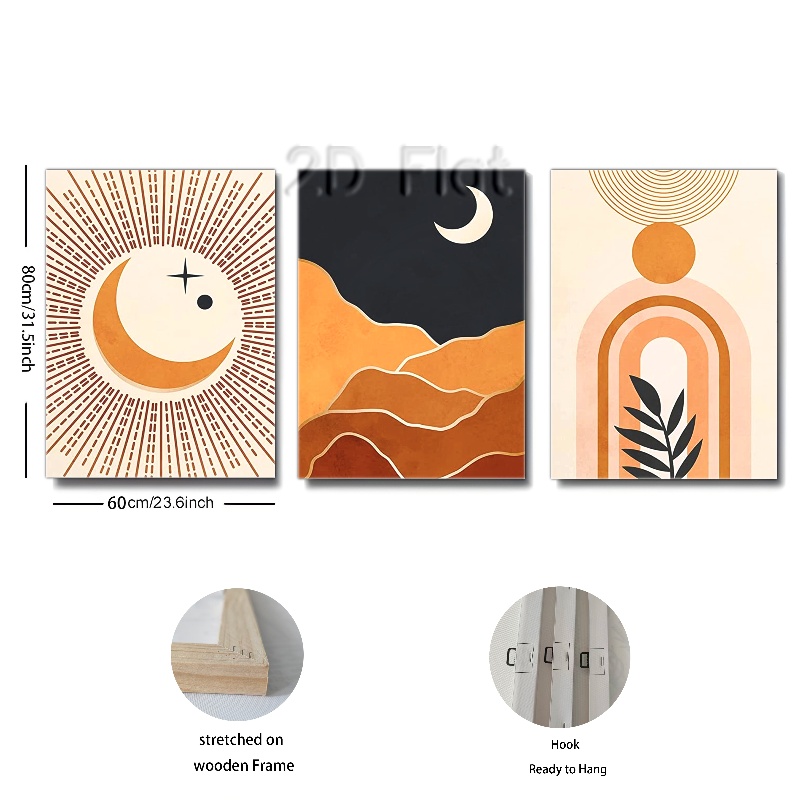 2D Flat
80cm/31.5inch
60cm/23.6inch
stretched on
wooden Frame
Hook
Ready to Hang